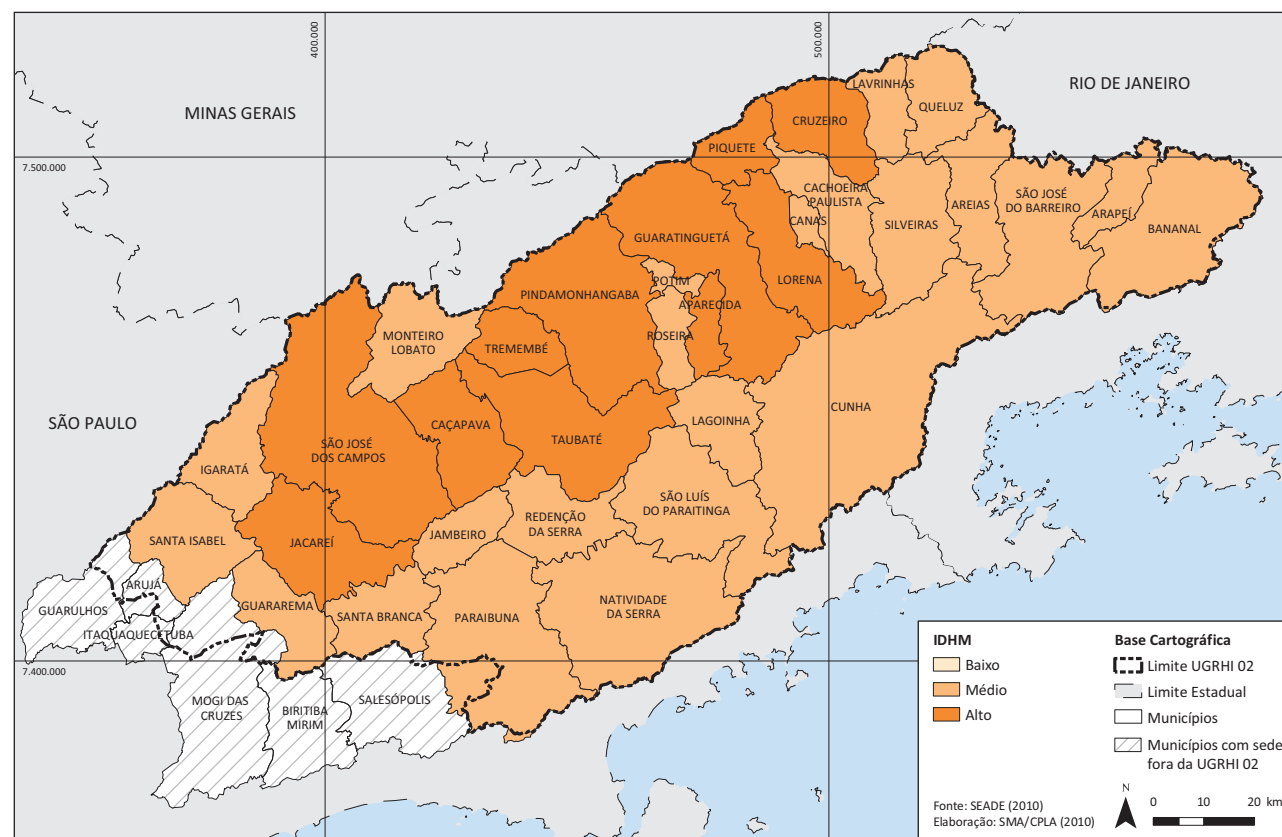 400.000
500.000
MINAS GERAIS
RIO DE JANEIRO
7.500.000
LAVRINHAS
QUELUZ
CRUZEIRO
PIQUETE
CACHOEIRA
PAULISTA
CANAS
SILVEIRAS
AREIAS
SÃO JOSÉ
DO BARREIRO
ARAPEÍ
BANANAL
GUARATINGUETÁ
LORENA
POTIM
APARECIDA
PINDAMONHANGABA
ROSEIRA
MONTEIRO
LOBATO
TREMEMBÉ
SÃO PAULO
CUNHA
LAGOINHA
CAÇAPAVA
TAUBATÉ
SÃO JOSÉ
DOS CAMPOS
IGARATÁ
SÃO LUÍS
DO PARAITINGA
REDENÇÃO
DA SERRA
JAMBEIRO
SANTA ISABEL
JACAREÍ
ARUJÁ
GUARULHOS
GUARAREMA
SANTA BRANCA
PARAIBUNA
NATIVIDADE
DA SERRA
ITAQUAQUECETUBA
7.400.000
MOGI DAS
CRUZES
BIRITIBA
MIRIM
SALESÓPOLIS
IDHM
Baixo
Médio
Alto
Base Cartográfica
Limite UGRHI 02
Limite Estadual
Municípios
Municípios com sede
fora da UGRHI 02
Fonte: SEADE (2010)
Elaboração: SMA/CPLA (2010)
N
0 10 20 km